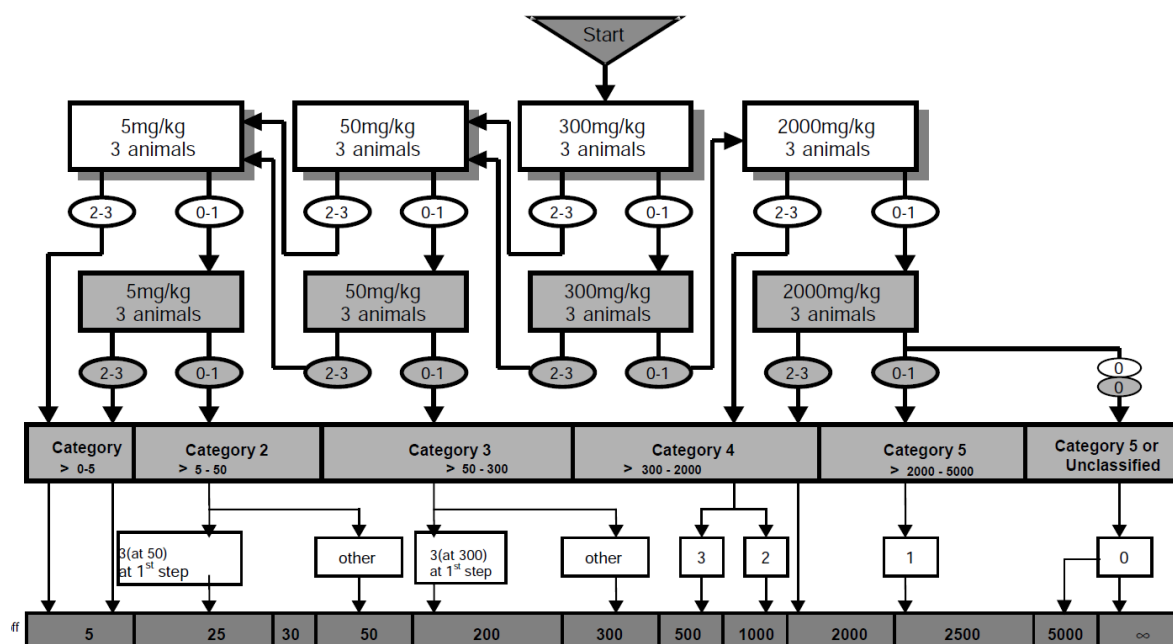 Start
5mg/kg
3 animals
50mg/kg
3 animals
300mg/kg
3 animals
2000mg/kg
3 animals
2-3
0-1
2-3
0-1
2-3
0-1
2-3
0-1
5mg/kg
3 animals
50mg/kg
3 animals
300mg/kg
3 animals
2000mg/kg
3 animals
2-3
0-1
2-3
0-1
2-3
0-1
2-3
0-1
0
0
Category
> 0-5
Category 2
> 5 - 50
Category 3
> 50 - 300
Category 4
> 300 - 2000
Category 5
> 2000 - 5000
Category 5 or
Unclassified
3(at 50)
at 1st step
other
3(at 300)
at 1st step
other
3
2
1
0
5
25
30
50
200
300
500
1000
2000
2500
5000
∞